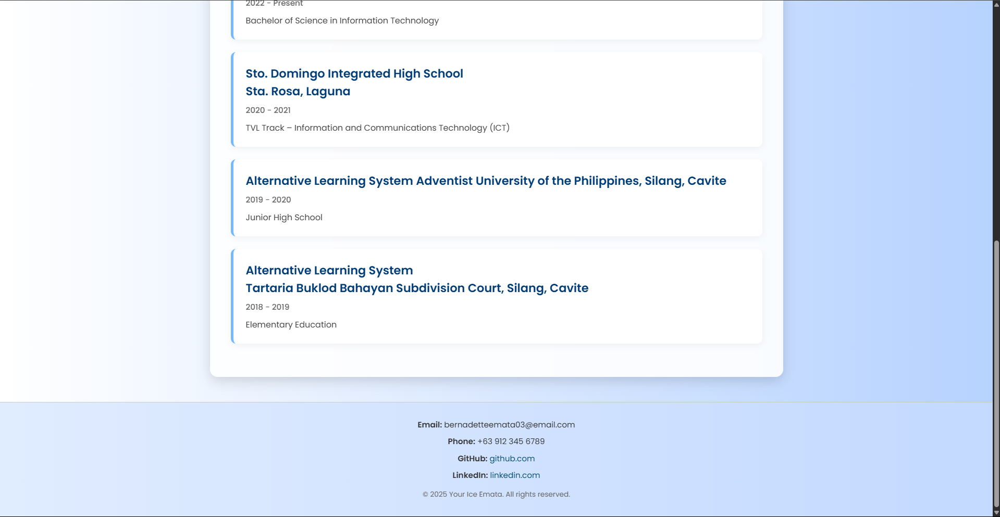 2022 - Present
Bachelor of Science in Information Technology
Sto. Domingo Integrated High School
Sta. Rosa, Laguna
2020 - 2021
TVL Track – Information and Communications Technology (ICT)
Alternative Learning System Adventist University of the Philippines, Silang, Cavite
2019 - 2020
Junior High School
Alternative Learning System
Tartaria Buklod Bahayan Subdivision Court, Silang, Cavite
2018 - 2019
Elementary Education
Email: bernadetteemata03@email.com
Phone: +63 912 345 6789
GitHub: github.com
LinkedIn: linkedin.com
© 2025 Your Ice Emata. All rights reserved.